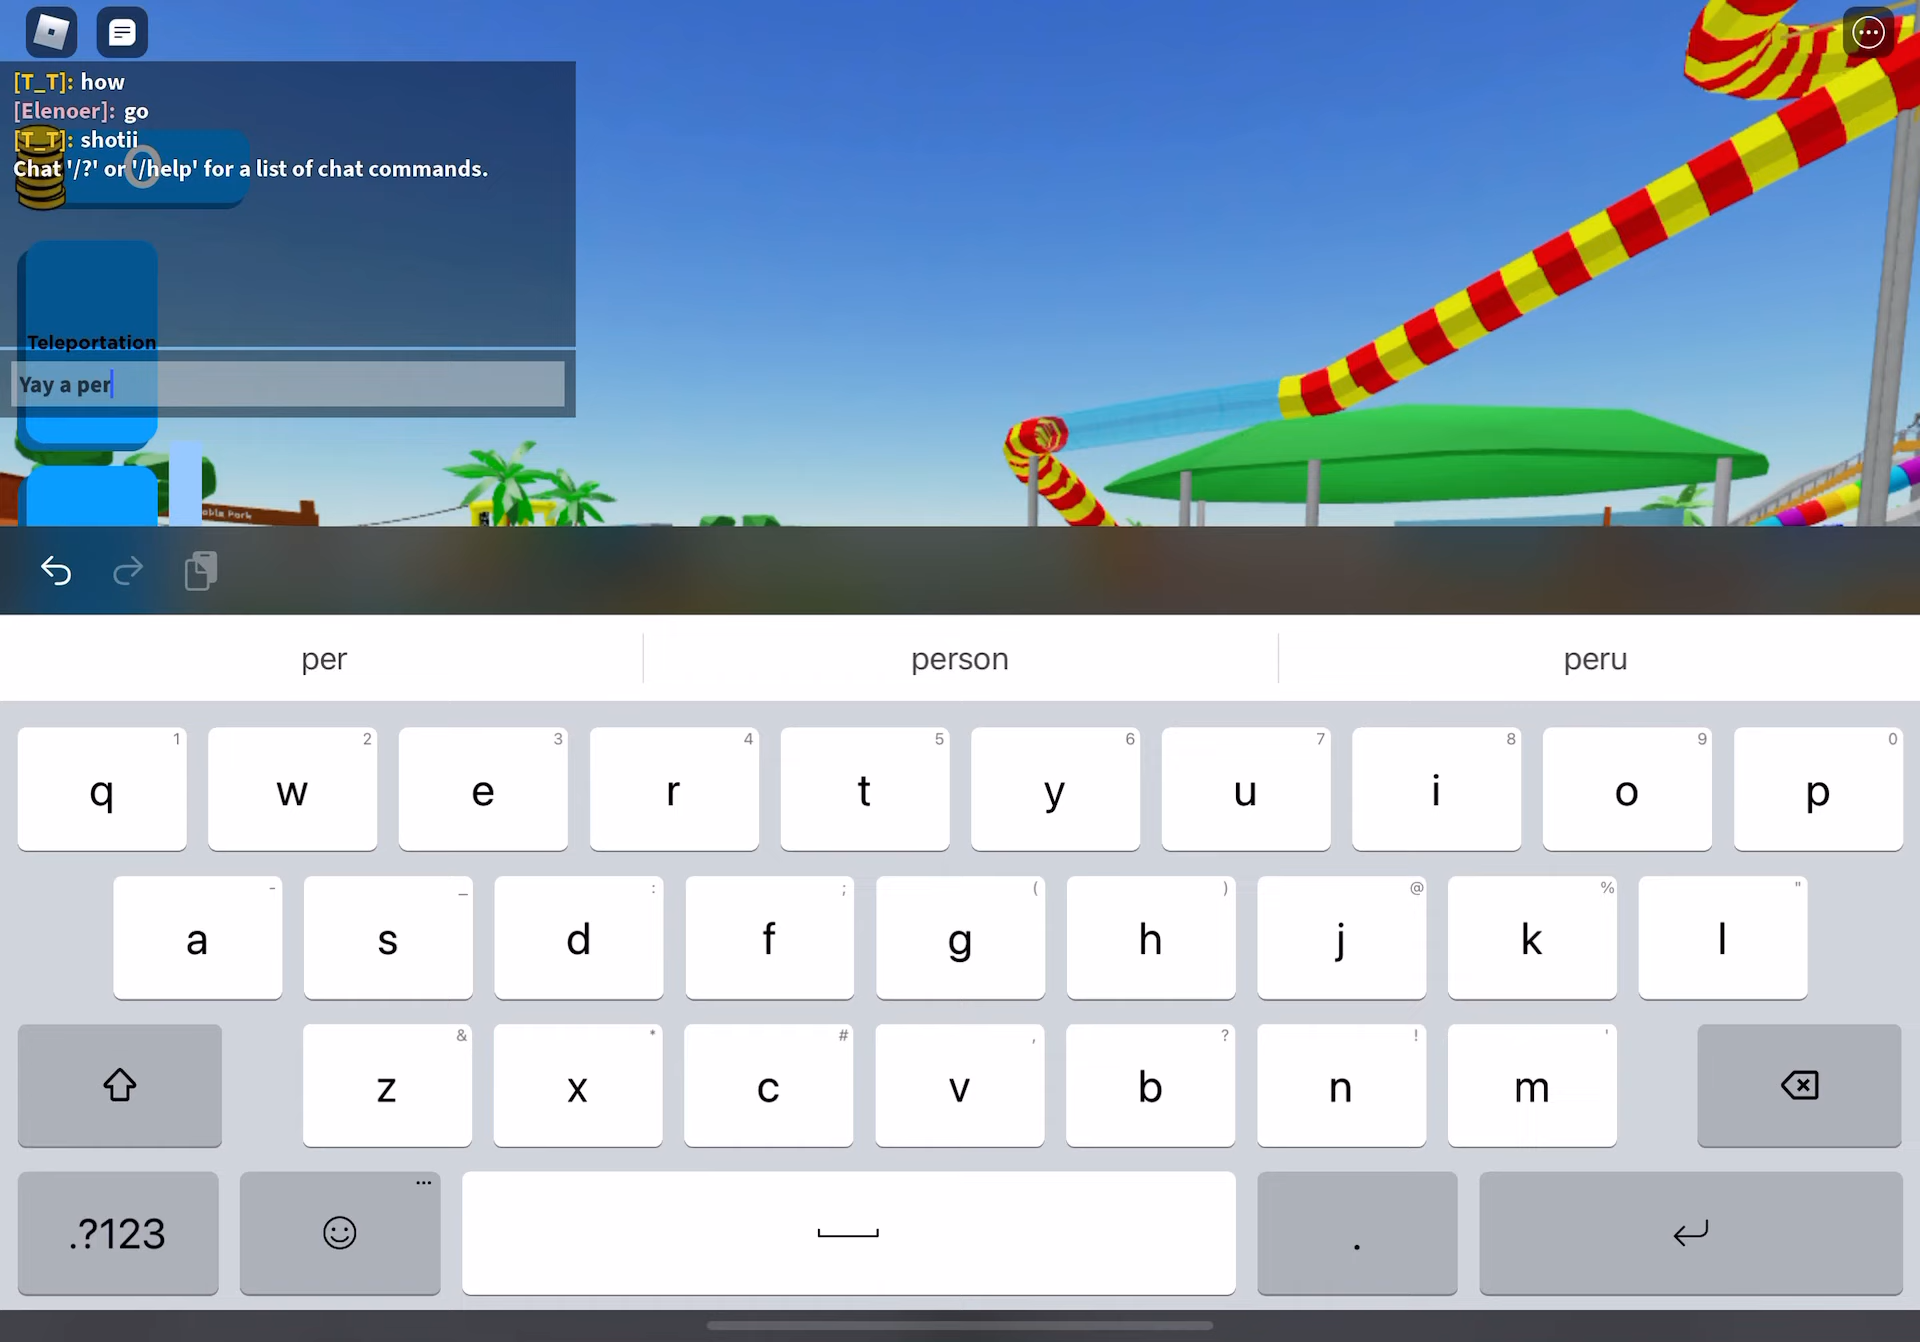 [T_T]: how
[Elenoer]: go
[T_T]: shotii
Chat '/?' or '/help' for a list of chat commands.
Teleportation
Yay a per
Park
per person peru
1 2 3 4 5 6 7 8 9 0
q w e r t y u i o p
- _ : ; ( ) @ % "
a s d f g h j k l
& * # , ? ! '
z x c v b n m
.?123 .